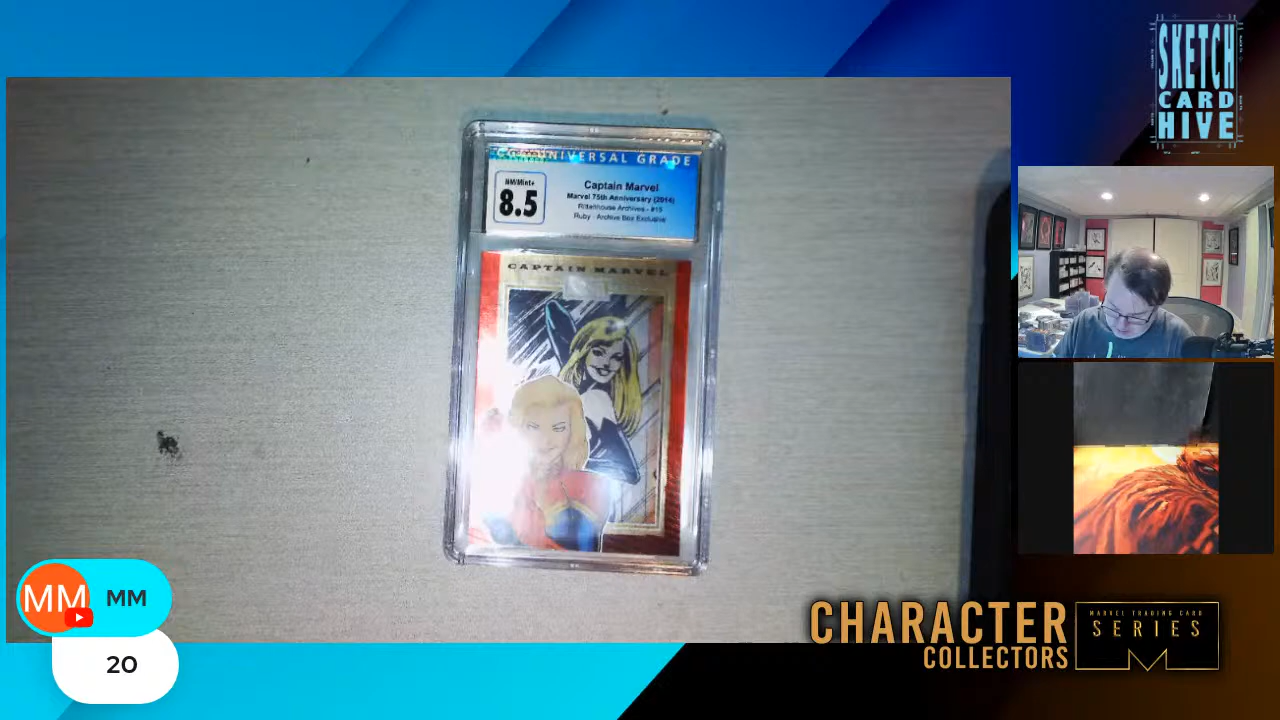 SKETCH
CARD
HIVE
UNIVERSAL GRADE
NM/Mint+
8.5
Captain Marvel
Marvel 75th Anniversary (2014)
Rittenhouse Archives - #15
Ruby - Archive Box Exclusive
CAPTAIN MARVEL
MM
MM
20
CHARACTER
COLLECTORS
MARVEL TRADING CARD
SERIES
M